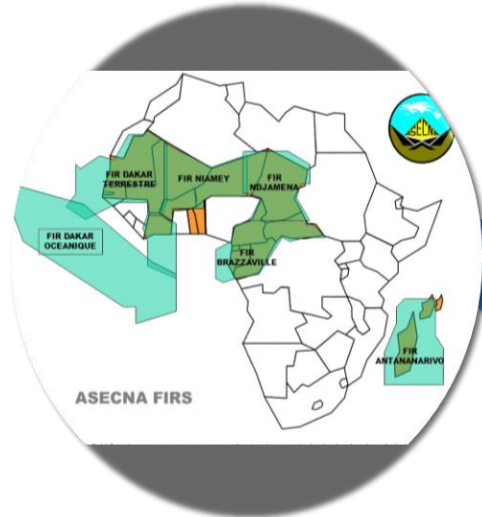 ASECNA
FIR DAKAR
TERRESTRE
FIR NIAMEY
FIR
NDJAMENA
FIR DAKAR
OCEANIQUE
FIR
BRAZZAVILLE
FIR
ANTANANARIVO
ASECNA FIRS